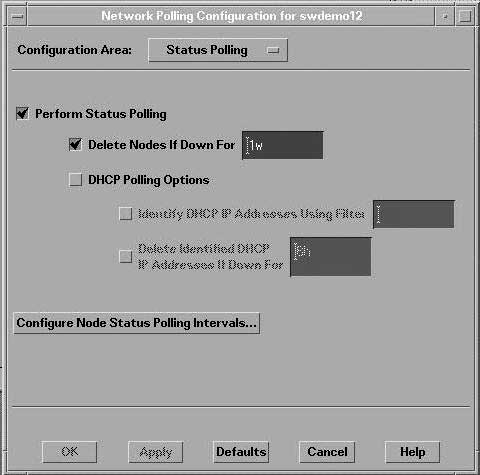 Network Polling Configuration for swdemo12
Configuration Area: Status Polling
Perform Status Polling
Delete Nodes If Down For 1w
DHCP Polling Options
Identify DHCP IP Addresses Using Filter
Delete Identified DHCP
IP Addresses If Down For 6h
Configure Node Status Polling Intervals...
OK Apply Defaults Cancel Help